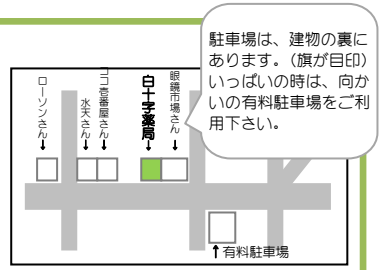 駐車場は、建物の裏に
あります。(旗が目印)
いっぱいの時は、向か
いの有料駐車場をご利
用下さい。
ローソンさん→
水天さん→
ココ壱番屋さん→
白十字薬局→
眼鏡市場さん→
↑有料駐車場